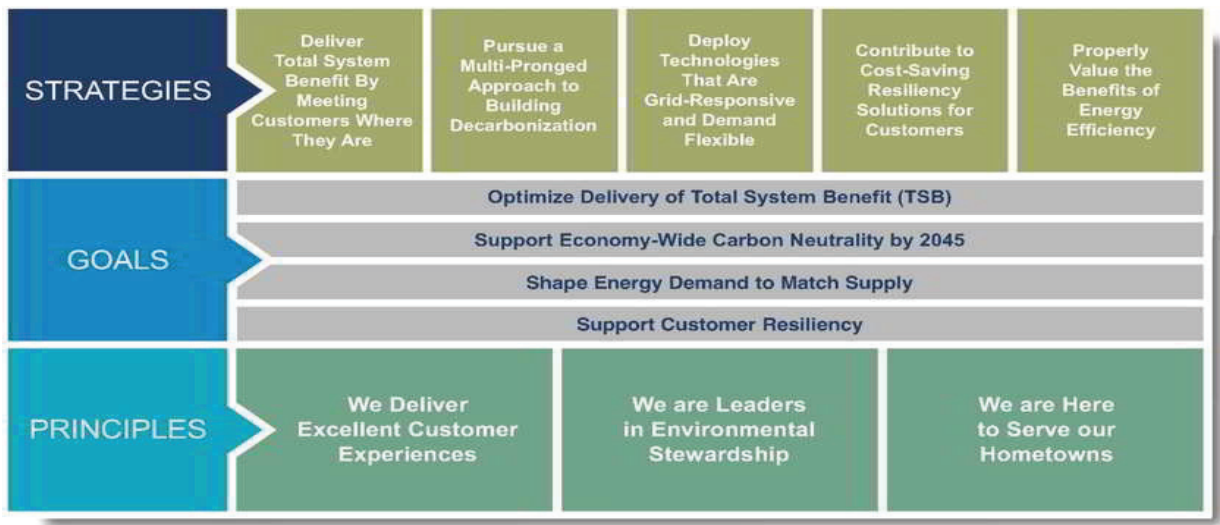 STRATEGIES
Deliver
Total System
Benefit By
Meeting
Customers Where
They Are
Pursue a
Multi-Pronged
Approach to
Building
Decarbonization
Deploy
Technologies
That Are
Grid-Responsive
and Demand
Flexible
Contribute to
Cost-Saving
Resiliency
Solutions for
Customers
Properly
Value the
Benefits of
Energy
Efficiency
GOALS
Optimize Delivery of Total System Benefit (TSB)
Support Economy-Wide Carbon Neutrality by 2045
Shape Energy Demand to Match Supply
Support Customer Resiliency
PRINCIPLES
We Deliver
Excellent Customer
Experiences
We are Leaders
in Environmental
Stewardship
We are Here
to Serve our
Hometowns